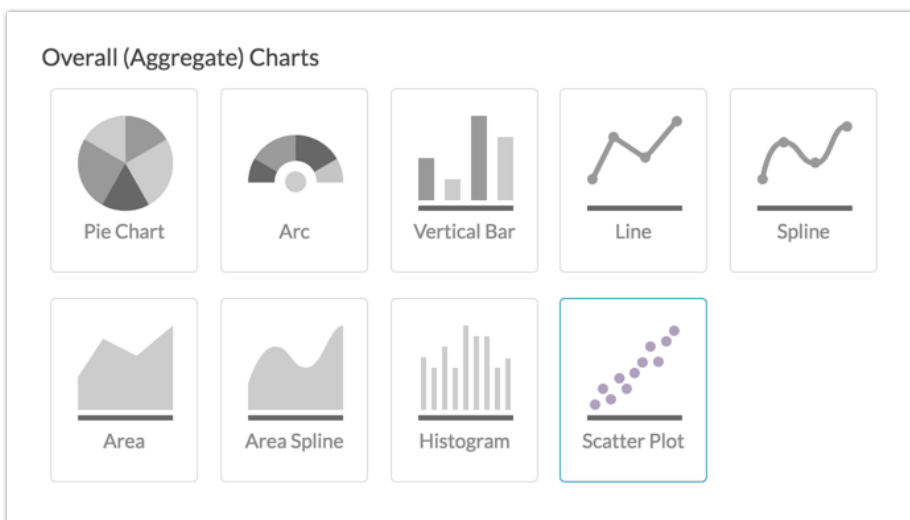 Overall (Aggregate) Charts
Pie Chart
Arc
Vertical Bar
Line
Spline
Area
Area Spline
Histogram
Scatter Plot